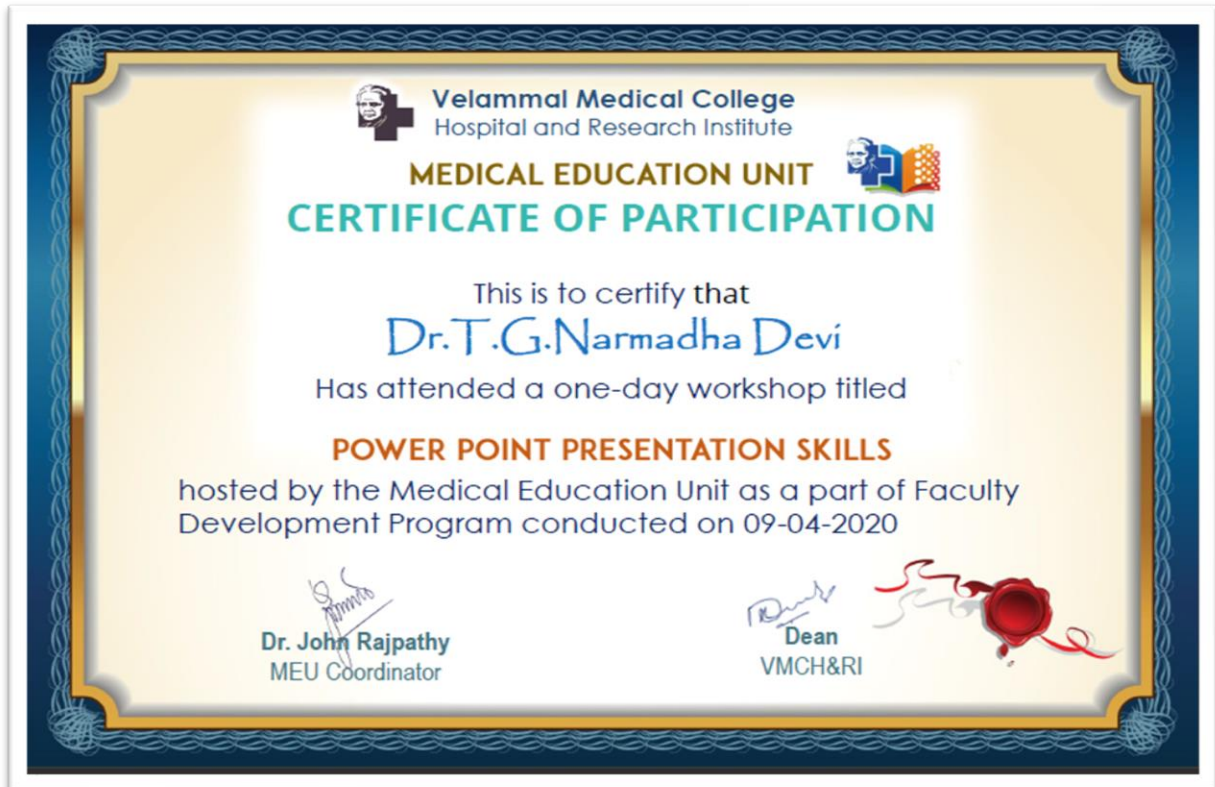 Velammal Medical College
Hospital and Research Institute
MEDICAL EDUCATION UNIT
CERTIFICATE OF PARTICIPATION
This is to certify that
Dr.T.G.Narmadha Devi
Has attended a one-day workshop titled
POWER POINT PRESENTATION SKILLS
hosted by the Medical Education Unit as a part of Faculty
Development Program conducted on 09-04-2020
Dr. John Rajpathy
MEU Coordinator
Dean
VMCH&RI